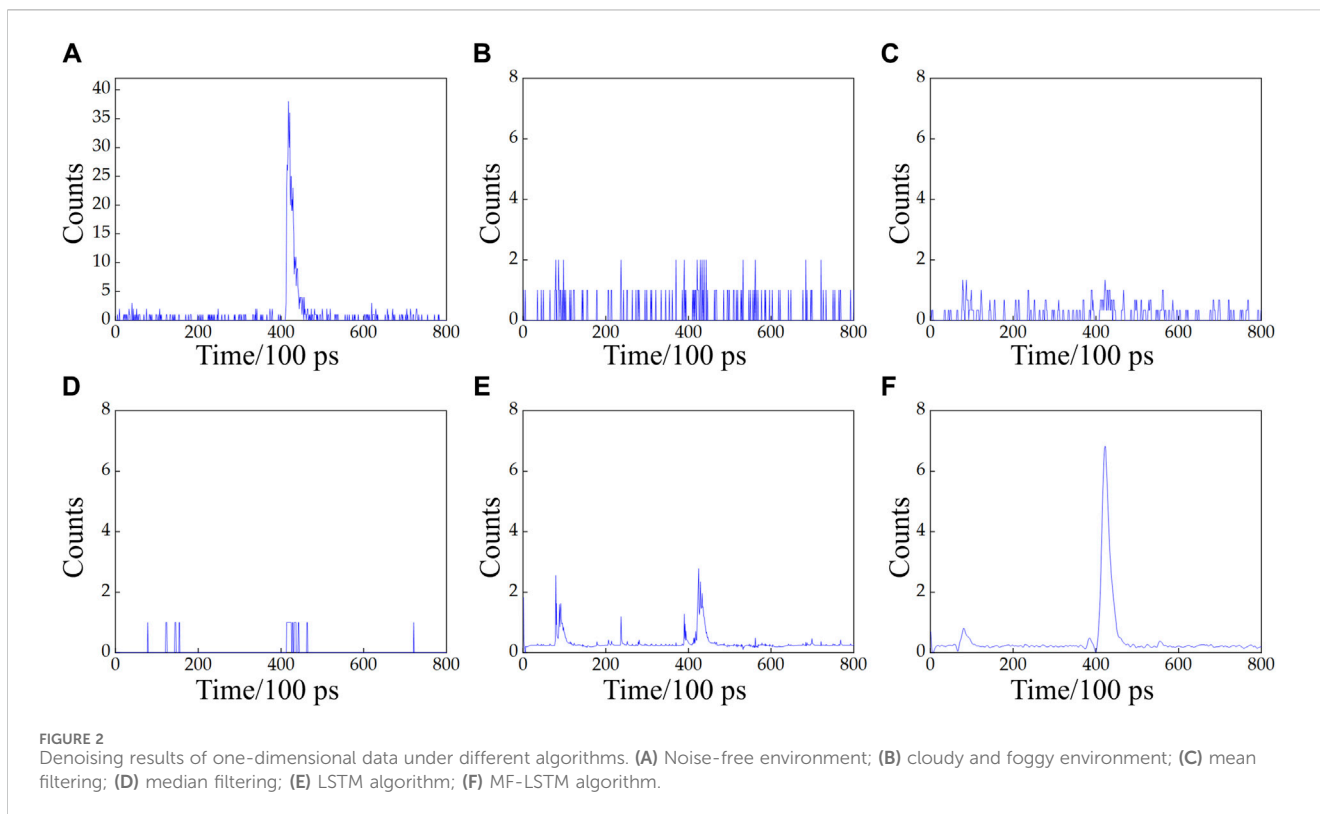 A
B
C
40
35
30
25
20
15
10
5
0
Counts
0 200 400 600 800
Time/100 ps
8
6
4
2
0
Counts
0 200 400 600 800
Time/100 ps
8
6
4
2
0
Counts
0 200 400 600 800
Time/100 ps
D
E
F
8
6
4
2
0
Counts
0 200 400 600 800
Time/100 ps
8
6
4
2
0
Counts
0 200 400 600 800
Time/100 ps
8
6
4
2
0
Counts
0 200 400 600 800
Time/100 ps
FIGURE 2
Denoising results of one-dimensional data under different algorithms. (A) Noise-free environment; (B) cloudy and foggy environment; (C) mean
filtering; (D) median filtering; (E) LSTM algorithm; (F) MF-LSTM algorithm.